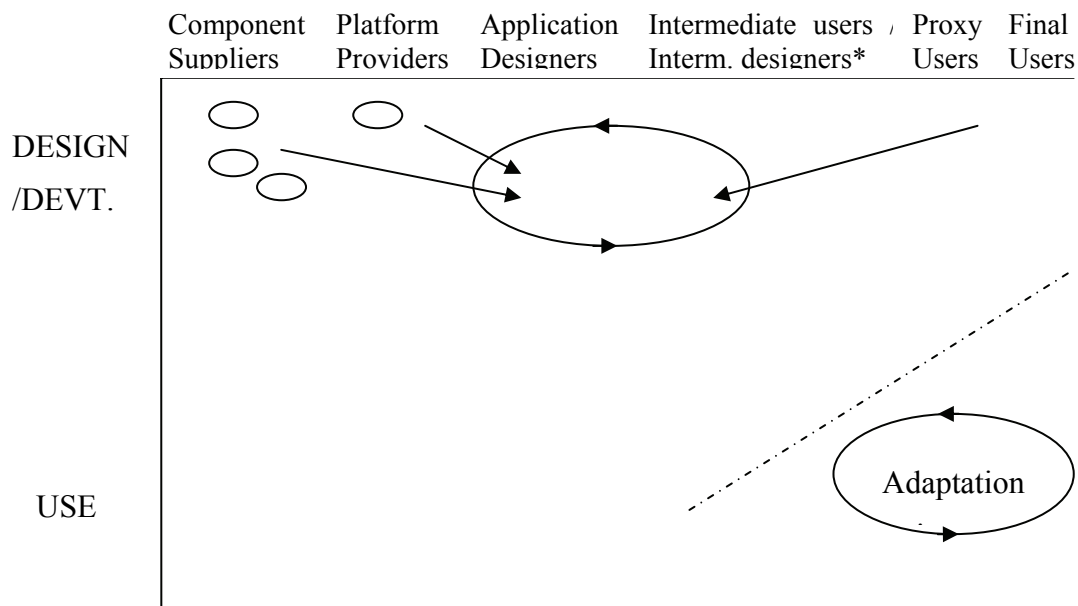 Component Platform Application Intermediate users / Proxy Final
Suppliers Providers Designers Interm. designers* Users Users
DESIGN
/DEVT.
Adaptation
USE